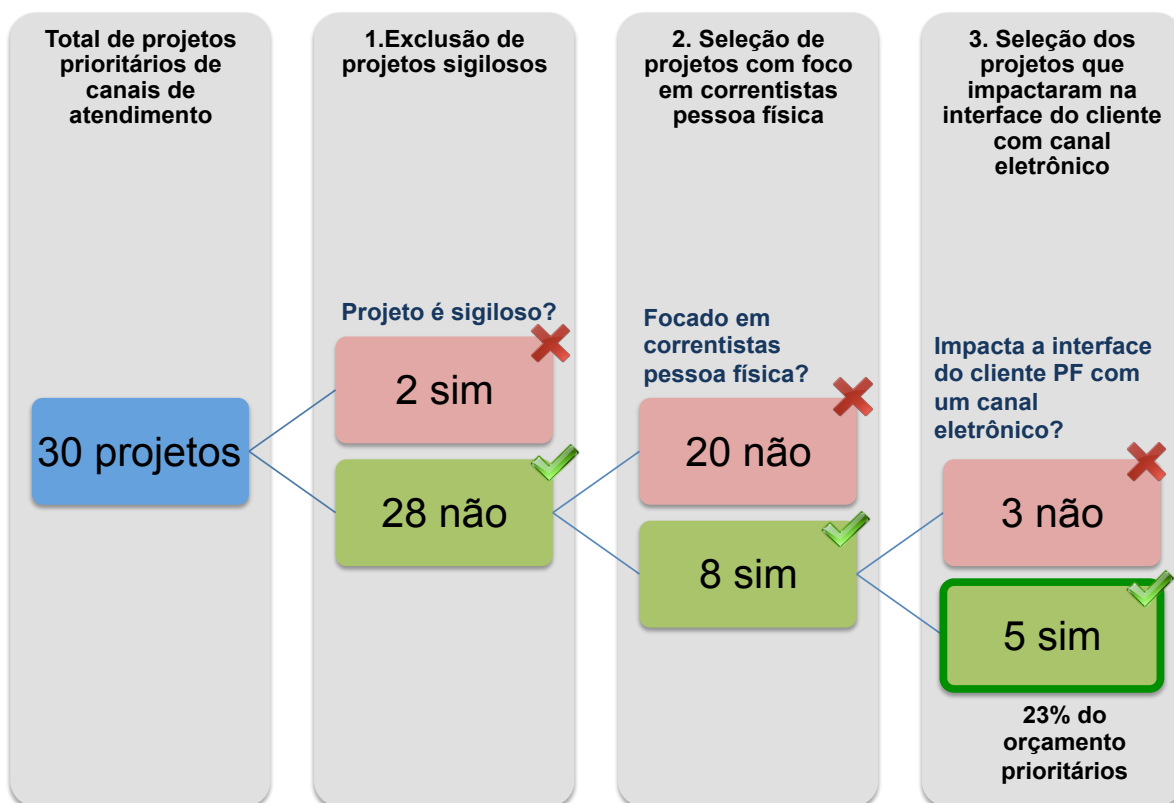 Total de projetos
prioritários de
canais de
atendimento
1.Exclusão de
projetos sigilosos
2. Seleção de
projetos com foco
em correntistas
pessoa física
3. Seleção dos
projetos que
impactaram na
interface do cliente
com canal
eletrônico
30 projetos
Projeto é sigiloso?
2 sim
28 não
Focado em
correntistas
pessoa física?
20 não
8 sim
Impacta a interface
do cliente PF com
um canal
eletrônico?
3 não
5 sim
23% do
orçamento
prioritários